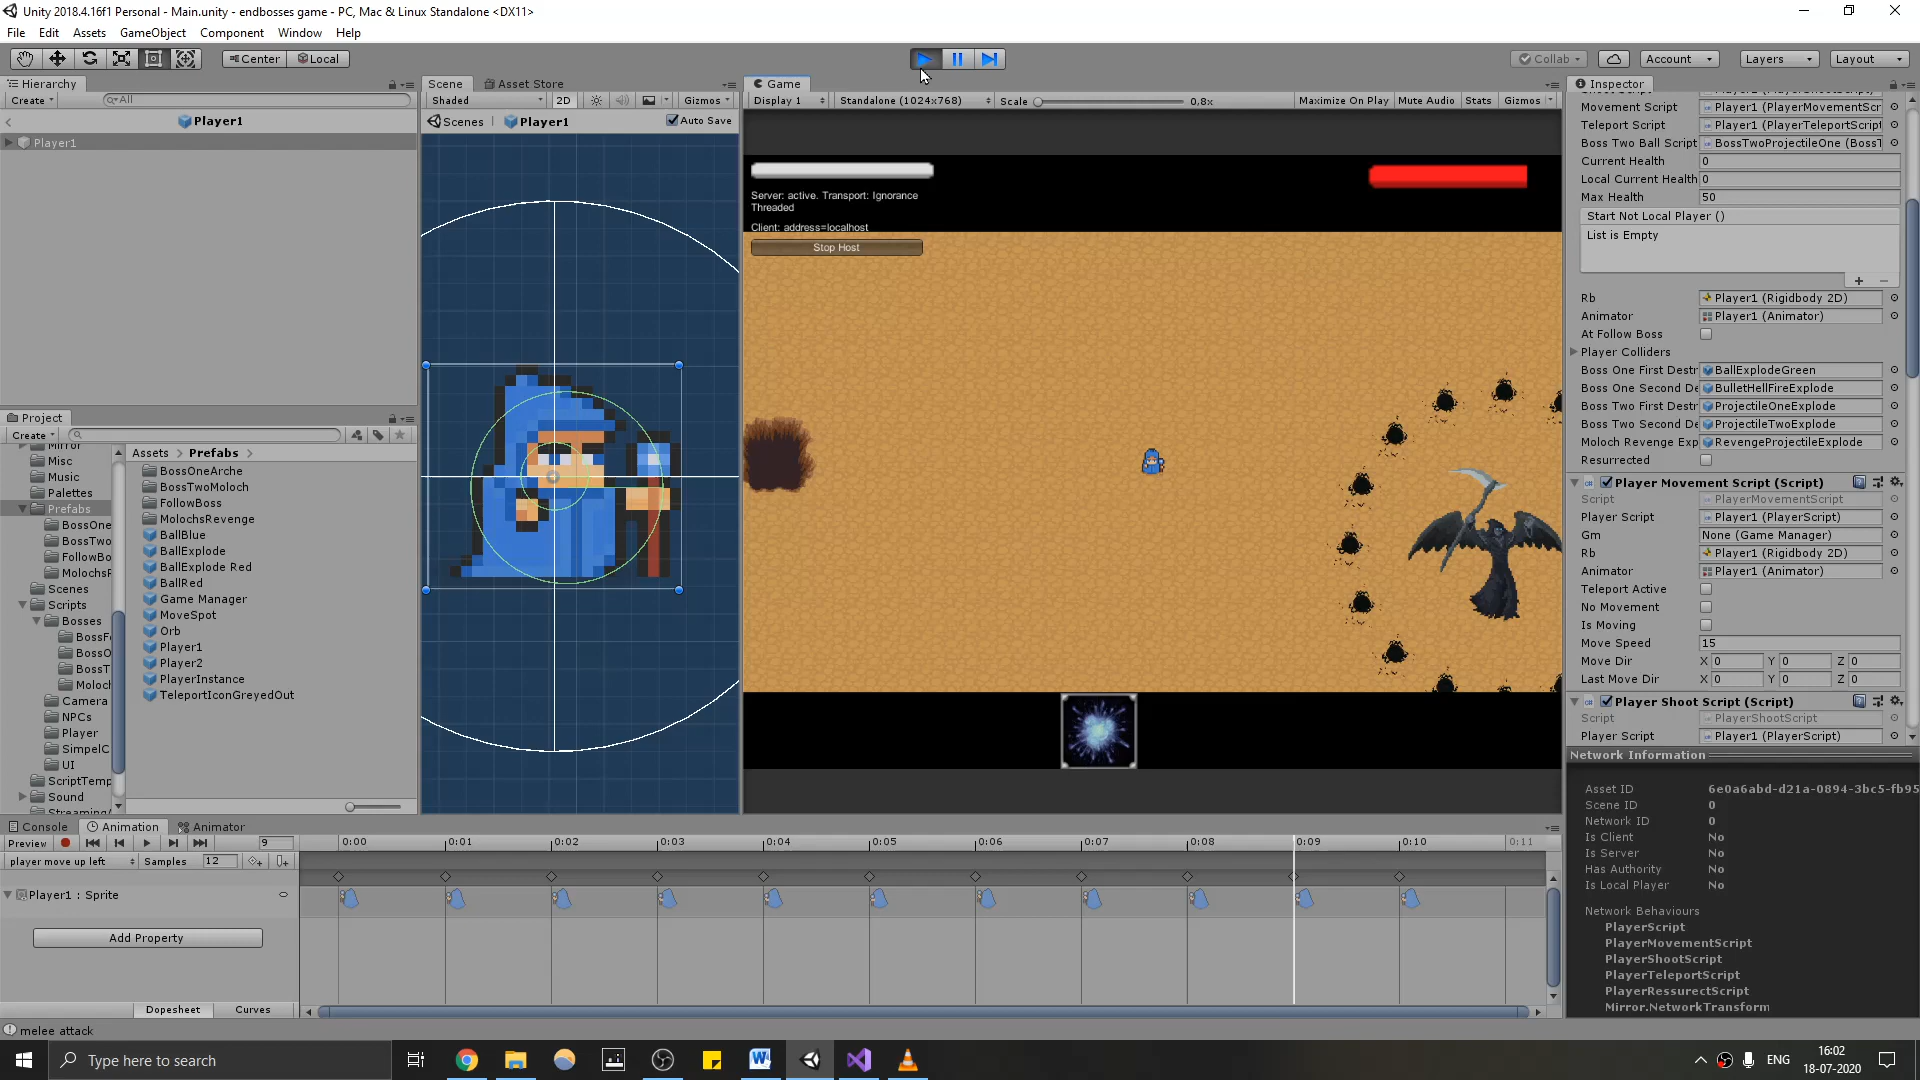 Unity 2018.4.16f1 Personal - Main.unity - endbosses game - PC, Mac & Linux Standalone <DX11>
File Edit Assets GameObject Component Window Help
Center Local
Collab Account Layers Layout
Hierarchy
Create All
Player1
Player1
Scene Asset Store
Shaded 2D Gizmos
Scenes Player1 Auto Save
Game
Display 1 Standalone (1024x768) Scale 0.8x Maximize On Play Mute Audio Stats Gizmos
Server: active. Transport: Ignorance
Threaded
Client: address=localhost
Stop Host
Project
Create
Mirror
Misc
Music
Palettes
Prefabs
BossOne
BossTwo
FollowBo
MolochsF
Scenes
Scripts
Bosses
BossF
BossO
BossT
Moloch
Camera
NPCs
Player
SimpelC
UI
ScriptTemp
Sound
Assets Prefabs
BossOneArche
BossTwoMoloch
FollowBoss
MolochsRevenge
BallBlue
BallExplode
BallExplode Red
BallRed
Game Manager
MoveSpot
Orb
Player1
Player2
PlayerInstance
TeleportIconGreyedOut
Inspector
Movement Script Player1 (PlayerMovementScr
Teleport Script Player1 (PlayerTeleportScript
Boss Two Ball Script BossTwoProjectileOne (BossT
Current Health 0
Local Current Health 0
Max Health 50
Start Not Local Player ()
List is Empty
Rb Player1 (Rigidbody 2D)
Animator Player1 (Animator)
At Follow Boss
Player Colliders
Boss One First Destr BallExplodeGreen
Boss One Second De BulletHellFireExplode
Boss Two First Destr ProjectileOneExplode
Boss Two Second De ProjectileTwoExplode
Moloch Revenge Exp RevengeProjectileExplode
Resurrected
Player Movement Script (Script)
Script PlayerMovementScript
Player Script Player1 (PlayerScript)
Gm None (Game Manager)
Rb Player1 (Rigidbody 2D)
Animator Player1 (Animator)
Teleport Active
No Movement
Is Moving
Move Speed 15
Move Dir X 0 Y 0 Z 0
Last Move Dir X 0 Y 0 Z 0
Player Shoot Script (Script)
Script PlayerShootScript
Player Script Player1 (PlayerScript)
Network Information
Asset ID 6e0a6abd-d21a-0894-3bc5-fb95
Scene ID 0
Network ID 0
Is Client No
Is Server No
Has Authority No
Is Local Player No
Network Behaviours
PlayerScript
PlayerMovementScript
PlayerShootScript
PlayerTeleportScript
PlayerRessurectScript
Mirror.NetworkTransform
Console Animation Animator
Preview 9 0:00 0:01 0:02 0:03 0:04 0:05 0:06 0:07 0:08 0:09 0:10 0:11
player move up left Samples 12
Player1 : Sprite
Add Property
Dopesheet Curves
melee attack
Type here to search
ENG
16:02
18-07-2020